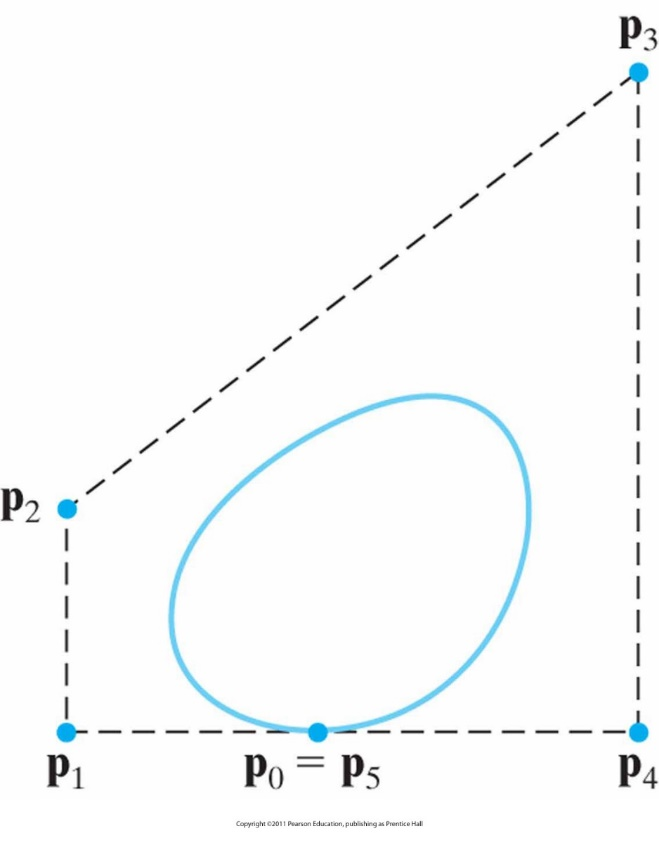 p₃
p₂
p₁
p₀ = p₅
p₄
Copyright ©2011 Pearson Education, publishing as Prentice Hall